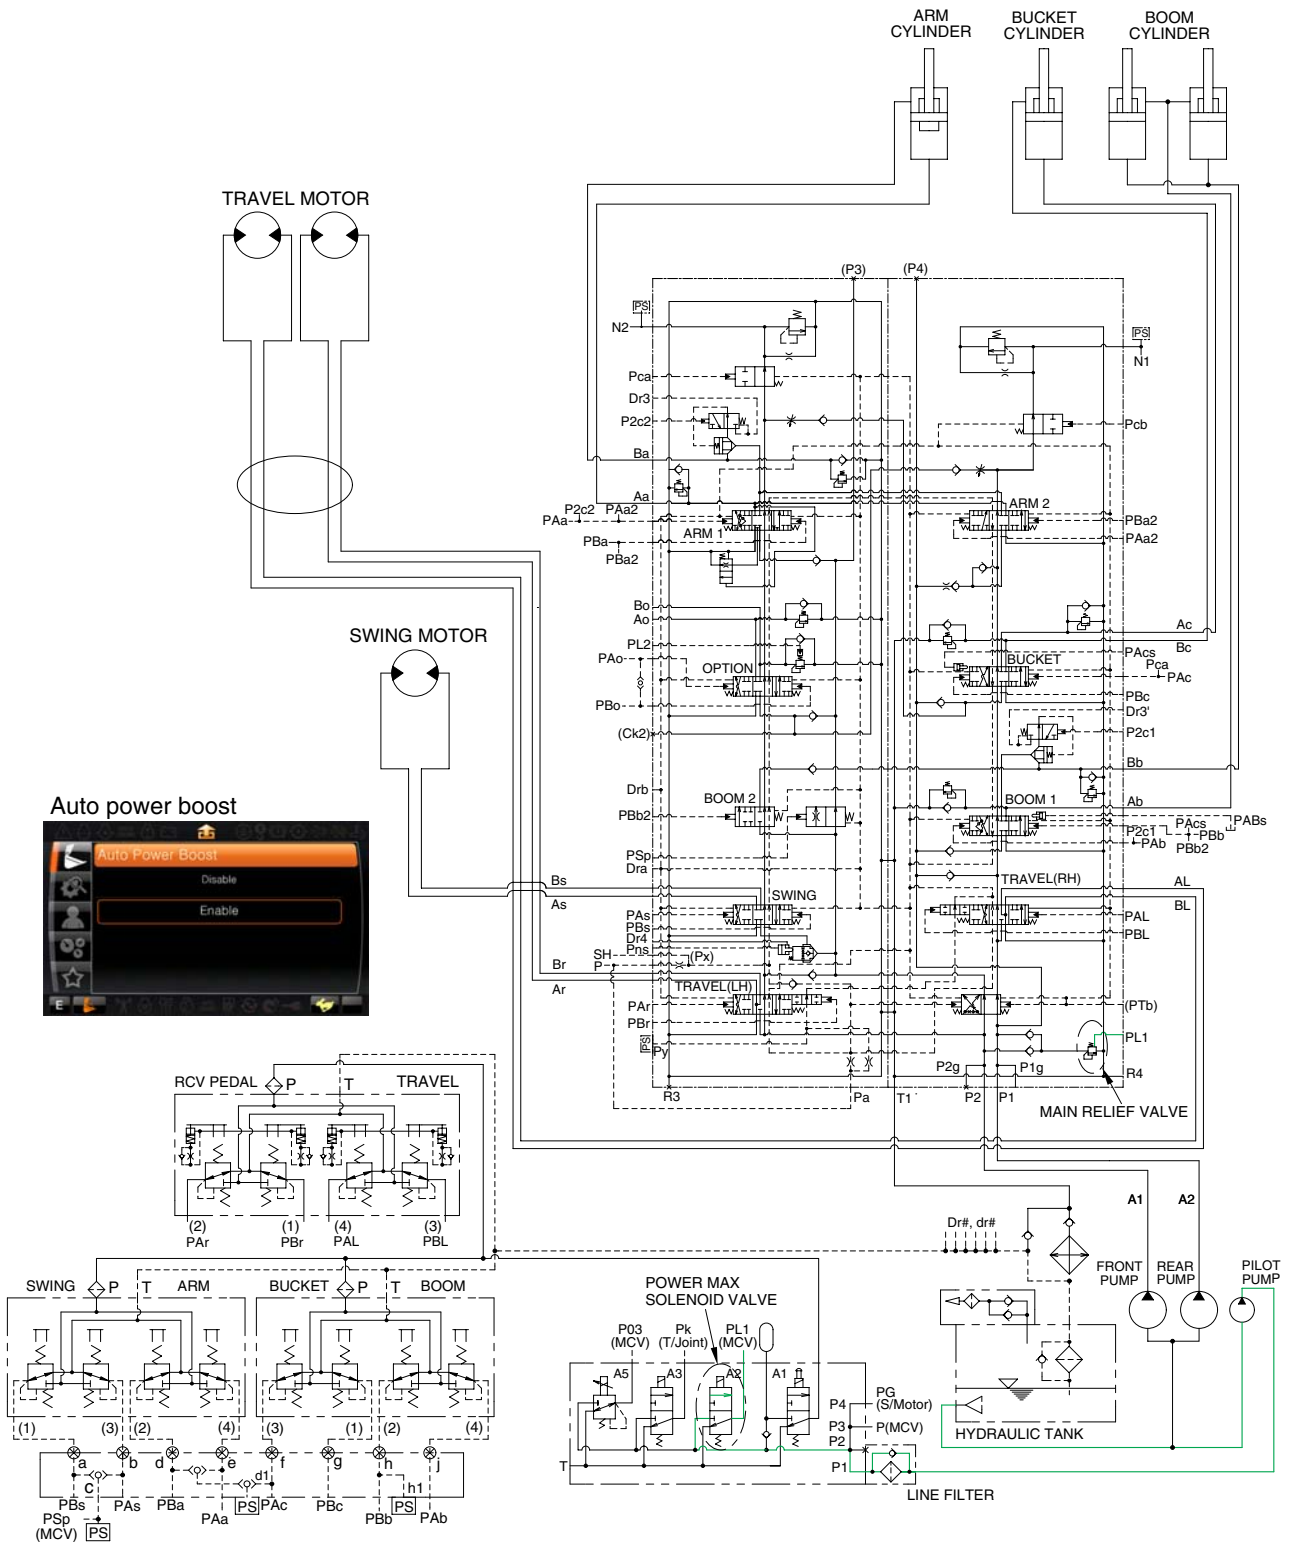 ARM
CYLINDER
BUCKET
CYLINDER
BOOM
CYLINDER
TRAVEL MOTOR
(P3)
(P4)
PS
N2
PS
N1
Pca
Dr3
P2c2
Pcb
Ba
Aa
P2c2
PAa2
PAa
ARM 1
ARM 2
PBa
PBa2
PBa2
PAa2
Bo
Ao
SWING MOTOR
PL2
PAo
OPTION
PBo
(Ck2)
Ac
Bc
PAcs
BUCKET
Pca
PAc
PBc
Dr3'
P2c1
Bb
Drb
BOOM 2
PBb2
PSp
Dra
BOOM 1
Ab
PAcs
PABs
P2c1
PBb
PAb
PBb2
Auto power boost
Auto Power Boost
Disable
Enable
E
Bs
As
SWING
PAs
PBs
Dr4
Pns
SH
P
(Px)
TRAVEL(RH)
AL
BL
PAL
PBL
Br
Ar
TRAVEL(LH)
PAr
PBr
PS
Py
(PTb)
PL1
P2g
P1g
R4
R3
Pa
T1
P2
P1
MAIN RELIEF VALVE
RCV PEDAL
P
T
TRAVEL
(2)
PAr
(1)
PBr
(4)
PAL
(3)
PBL
A1
A2
Dr#, dr#
FRONT
PUMP
REAR
PUMP
PILOT
PUMP
SWING
P
T
ARM
BUCKET
P
T
BOOM
(1)
(3)
(2)
(4)
(3)
(1)
(2)
(4)
a
b
d
e
f
g
h
j
c
d1
h1
PBs
PAs
PBa
PAa
PS
PAc
PBc
PBb
PS
PAb
PSp
(MCV)
PS
POWER MAX
SOLENOID VALVE
P03
(MCV)
Pk
(T/Joint)
PL1
(MCV)
A5
A3
A2
A1
T
P4
PG
(S/Motor)
P3
P(MCV)
P2
P1
LINE FILTER
HYDRAULIC TANK